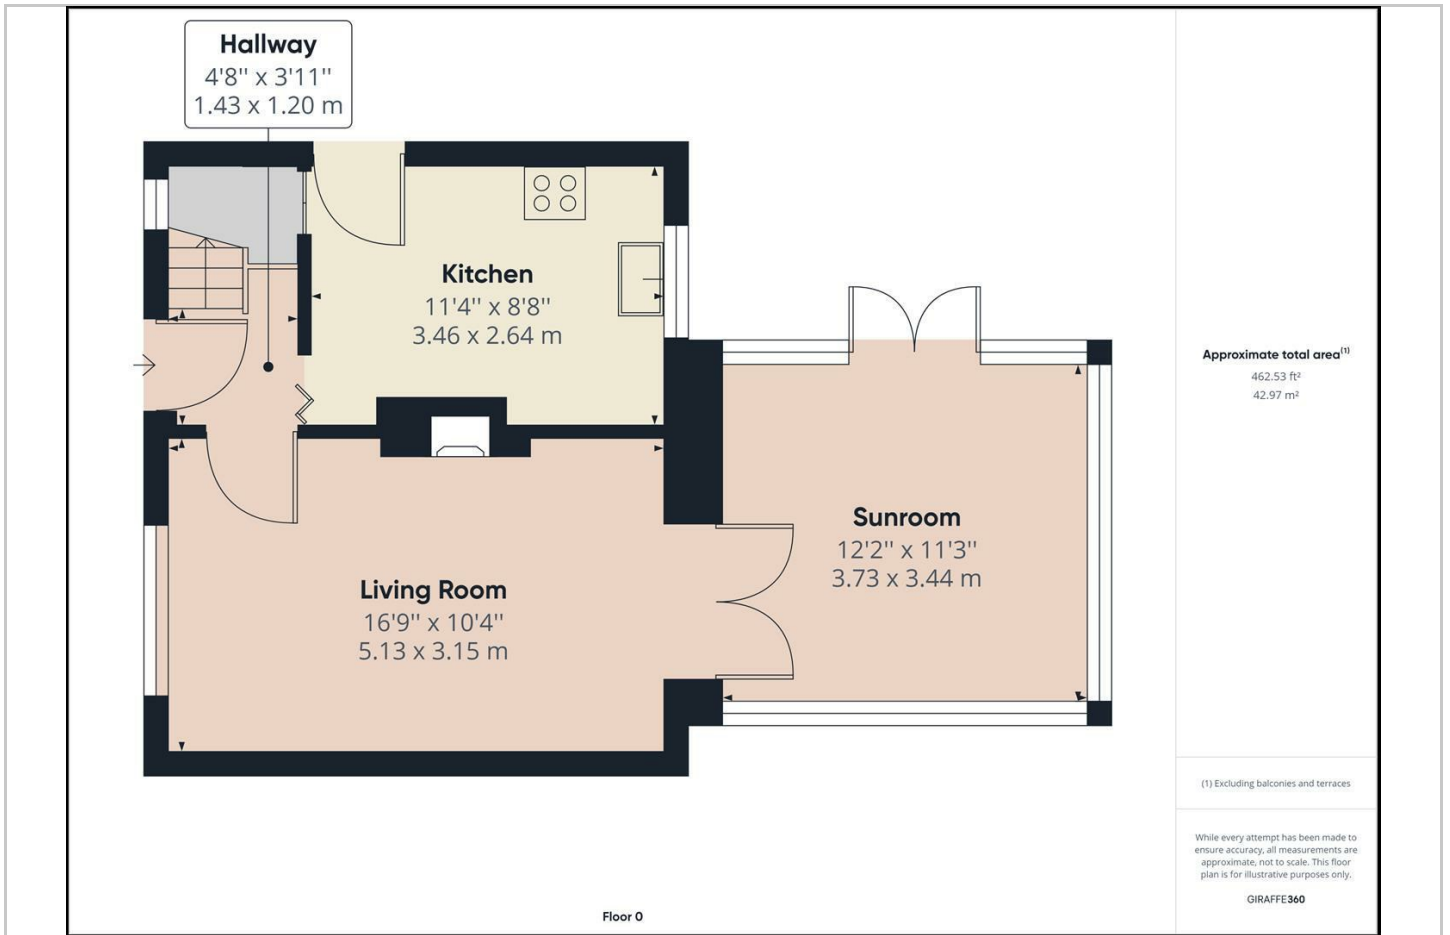 Hallway
4'8'' x 3'11''
1.43 x 1.20 m
Kitchen
11'4'' x 8'8''
3.46 x 2.64 m
Living Room
16'9'' x 10'4''
5.13 x 3.15 m
Sunroom
12'2'' x 11'3''
3.73 x 3.44 m
Floor 0
Approximate total area(1)
462.53 ft²
42.97 m²
(1) Excluding balconies and terraces
While every attempt has been made to
ensure accuracy, all measurements are
approximate, not to scale. This floor
plan is for illustrative purposes only.
GIRAFFE360